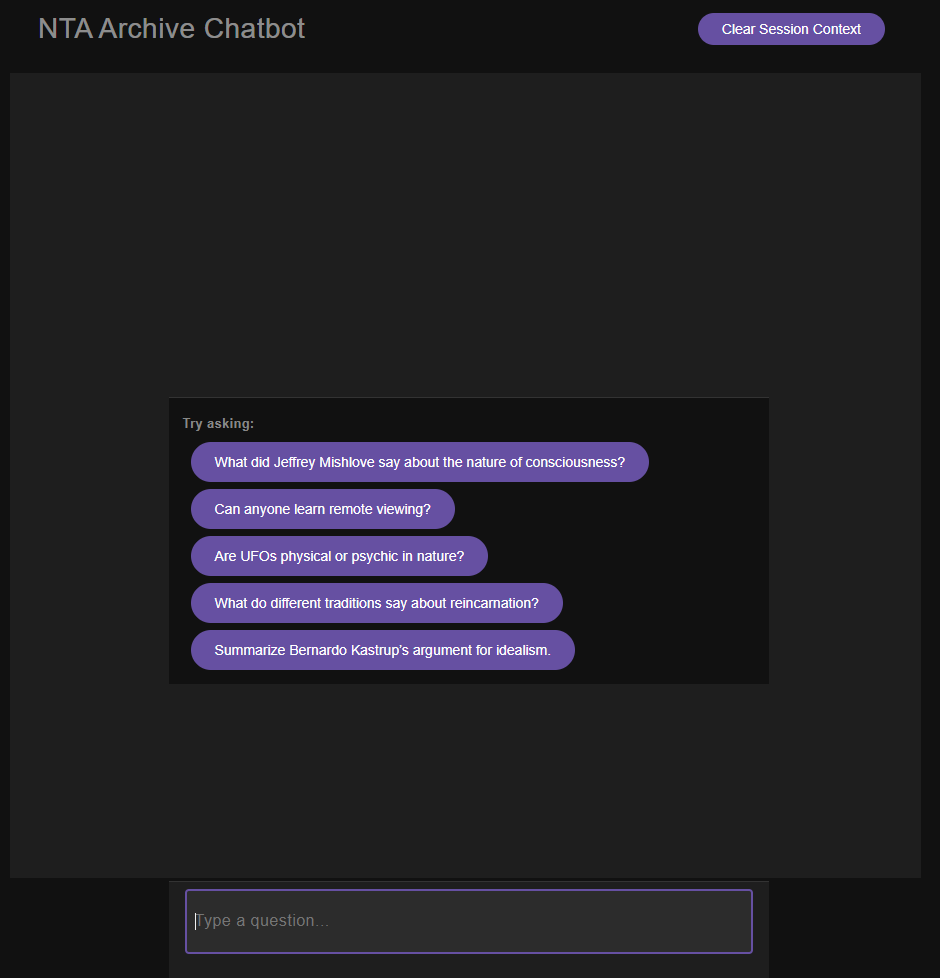 NTA Archive Chatbot
Clear Session Context
Try asking:
What did Jeffrey Mishlove say about the nature of consciousness?
Can anyone learn remote viewing?
Are UFOs physical or psychic in nature?
What do different traditions say about reincarnation?
Summarize Bernardo Kastrup's argument for idealism.
Type a question...